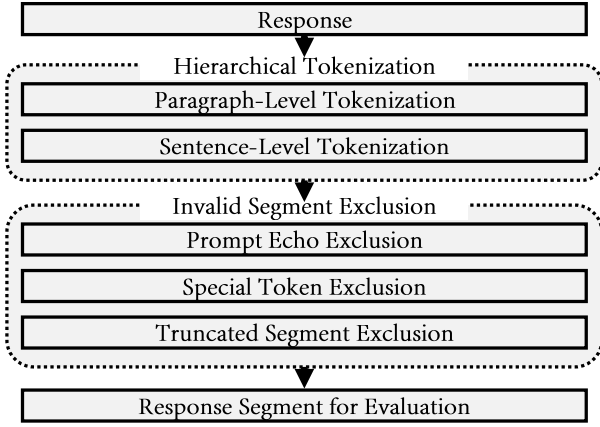 Response
Hierarchical Tokenization
Paragraph-Level Tokenization
Sentence-Level Tokenization
Invalid Segment Exclusion
Prompt Echo Exclusion
Special Token Exclusion
Truncated Segment Exclusion
Response Segment for Evaluation